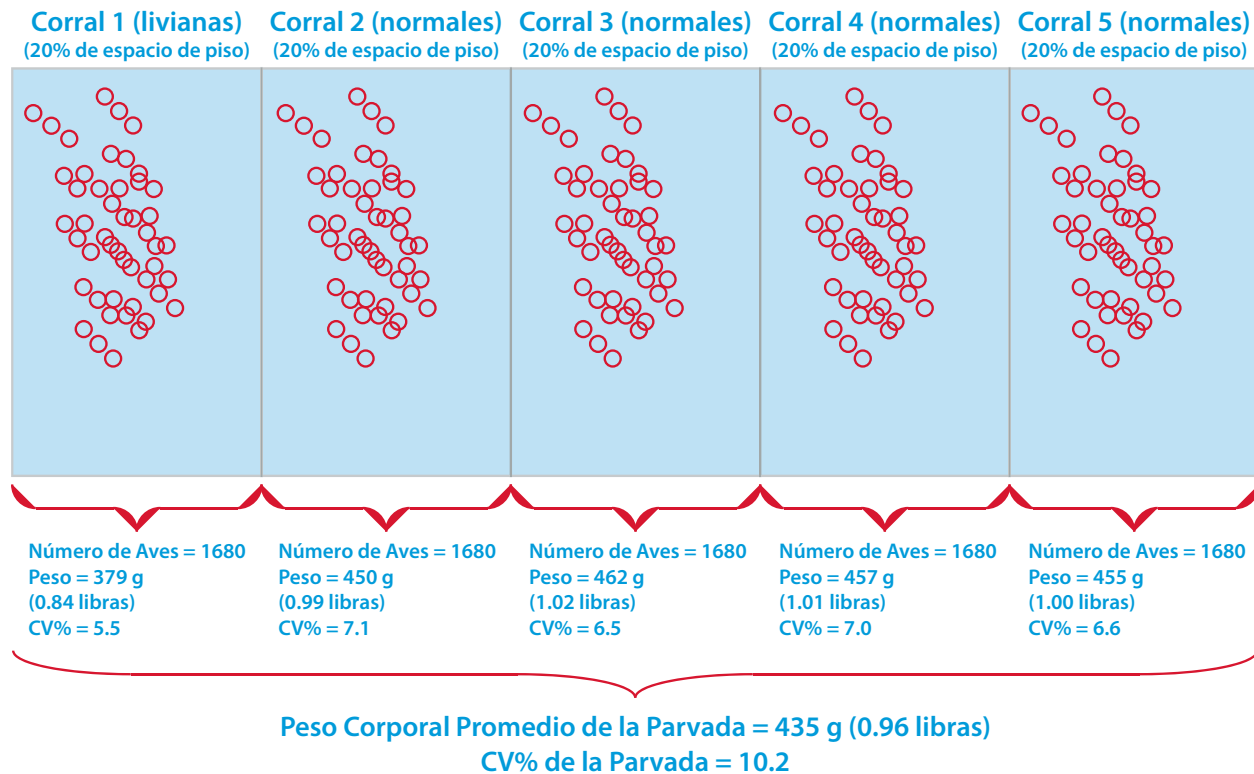 Corral 1 (livianas)
(20% de espacio de piso)
Corral 2 (normales)
(20% de espacio de piso)
Corral 3 (normales)
(20% de espacio de piso)
Corral 4 (normales)
(20% de espacio de piso)
Corral 5 (normales)
(20% de espacio de piso)
Número de Aves = 1680
Peso = 379 g
(0.84 libras)
CV% = 5.5
Número de Aves = 1680
Peso = 450 g
(0.99 libras)
CV% = 7.1
Número de Aves = 1680
Peso = 462 g
(1.02 libras)
CV% = 6.5
Número de Aves = 1680
Peso = 457 g
(1.01 libras)
CV% = 7.0
Número de Aves = 1680
Peso = 455 g
(1.00 libras)
CV% = 6.6
Peso Corporal Promedio de la Parvada = 435 g (0.96 libras)
CV% de la Parvada = 10.2